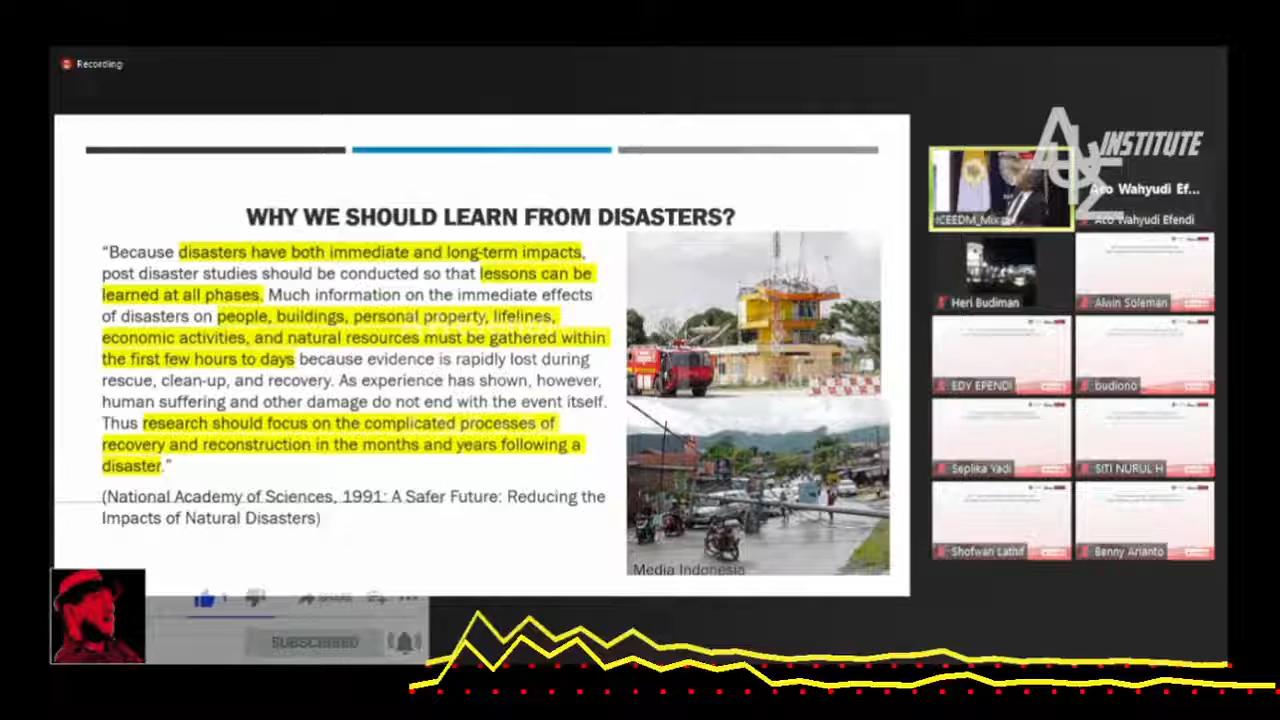 Recording
WHY WE SHOULD LEARN FROM DISASTERS?
“Because disasters have both immediate and long-term impacts,
post disaster studies should be conducted so that lessons can be
learned at all phases. Much information on the immediate effects
of disasters on people, buildings, personal property, lifelines,
economic activities, and natural resources must be gathered within
the first few hours to days because evidence is rapidly lost during
rescue, clean-up, and recovery. As experience has shown, however,
human suffering and other damage do not end with the event itself.
Thus research should focus on the complicated processes of
recovery and reconstruction in the months and years following a
disaster.”
(National Academy of Sciences, 1991: A Safer Future: Reducing the
Impacts of Natural Disasters)
Media Indonesia
INSTITUTE
Aco Wahyudi Ef...
ICEEDM_Mix
Aco Wahyudi Efendi
Heri Budiman
Alwin Soleman
EDY EFENDI
budiono
Seplika Yadi
SITI NURUL H
Shofwan Lathif
Benny Arianto
1
SHARE
SUBSCRIBED